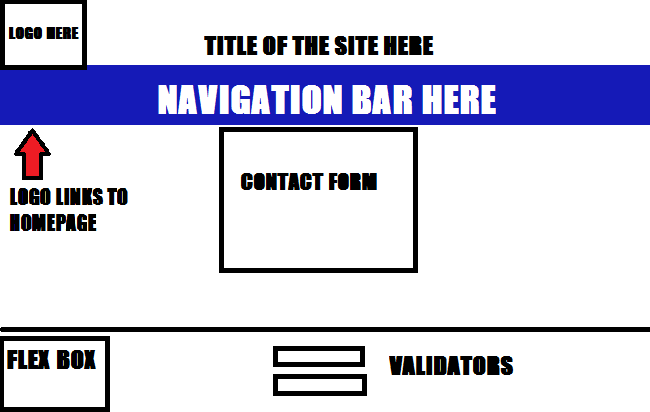 LOGO HERE
TITLE OF THE SITE HERE
NAVIGATION BAR HERE
LOGO LINKS TO
HOMEPAGE
CONTACT FORM
FLEX BOX
VALIDATORS